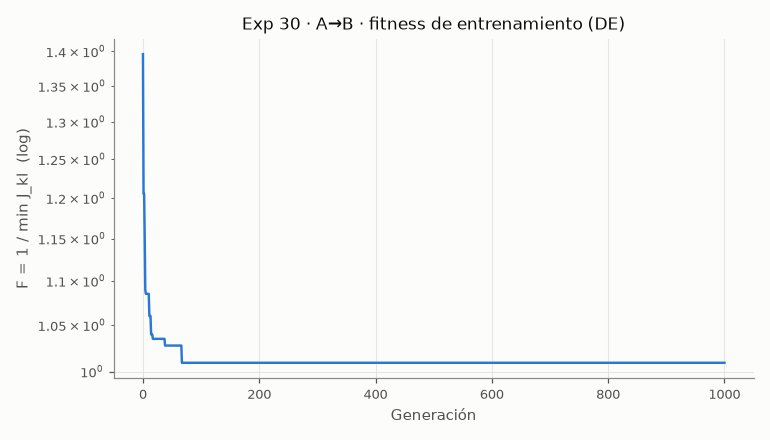 Exp 30 · A→B · fitness de entrenamiento (DE)
F = 1 / min J_kl (log)
1.4 × 10⁰
1.35 × 10⁰
1.3 × 10⁰
1.25 × 10⁰
1.2 × 10⁰
1.15 × 10⁰
1.1 × 10⁰
1.05 × 10⁰
10⁰
0 200 400 600 800 1000
Generación